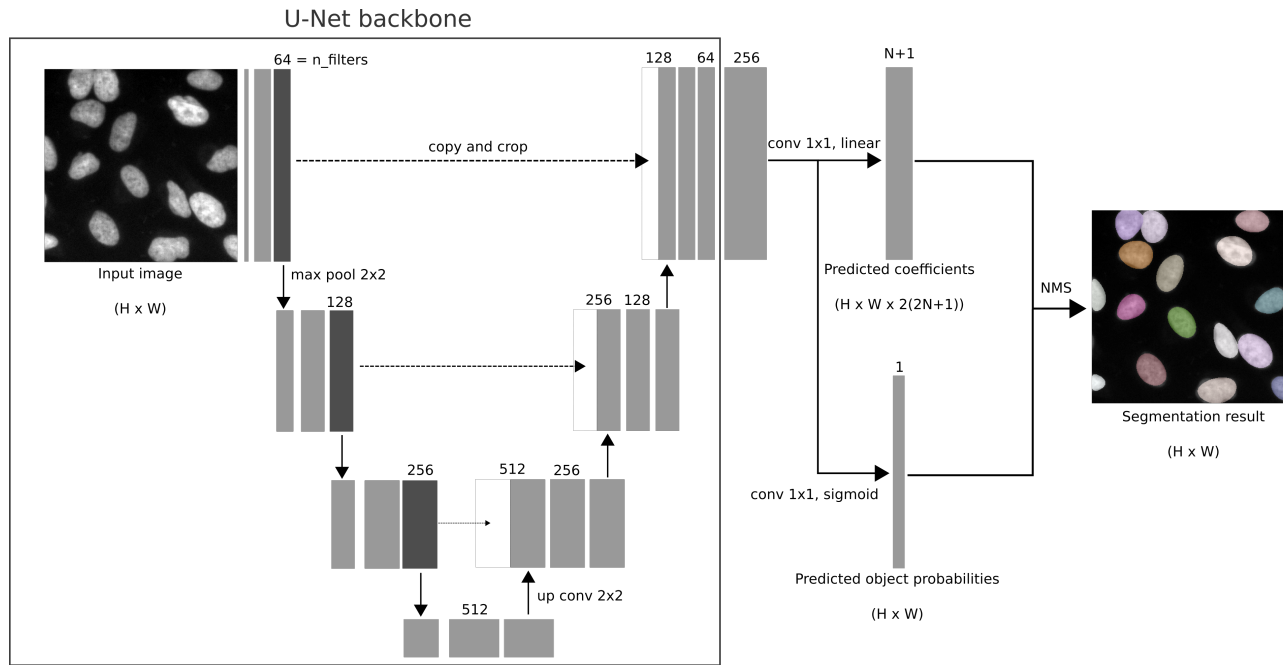 U-Net backbone
64 = n_filters
128
64
256
N+1
copy and crop
conv 1x1, linear
Input image
(H x W)
max pool 2x2
128
256
128
Predicted coefficients
(H x W x 2(2N+1))
NMS
1
Segmentation result
(H x W)
256
512
256
conv 1x1, sigmoid
Predicted object probabilities
(H x W)
512
up conv 2x2